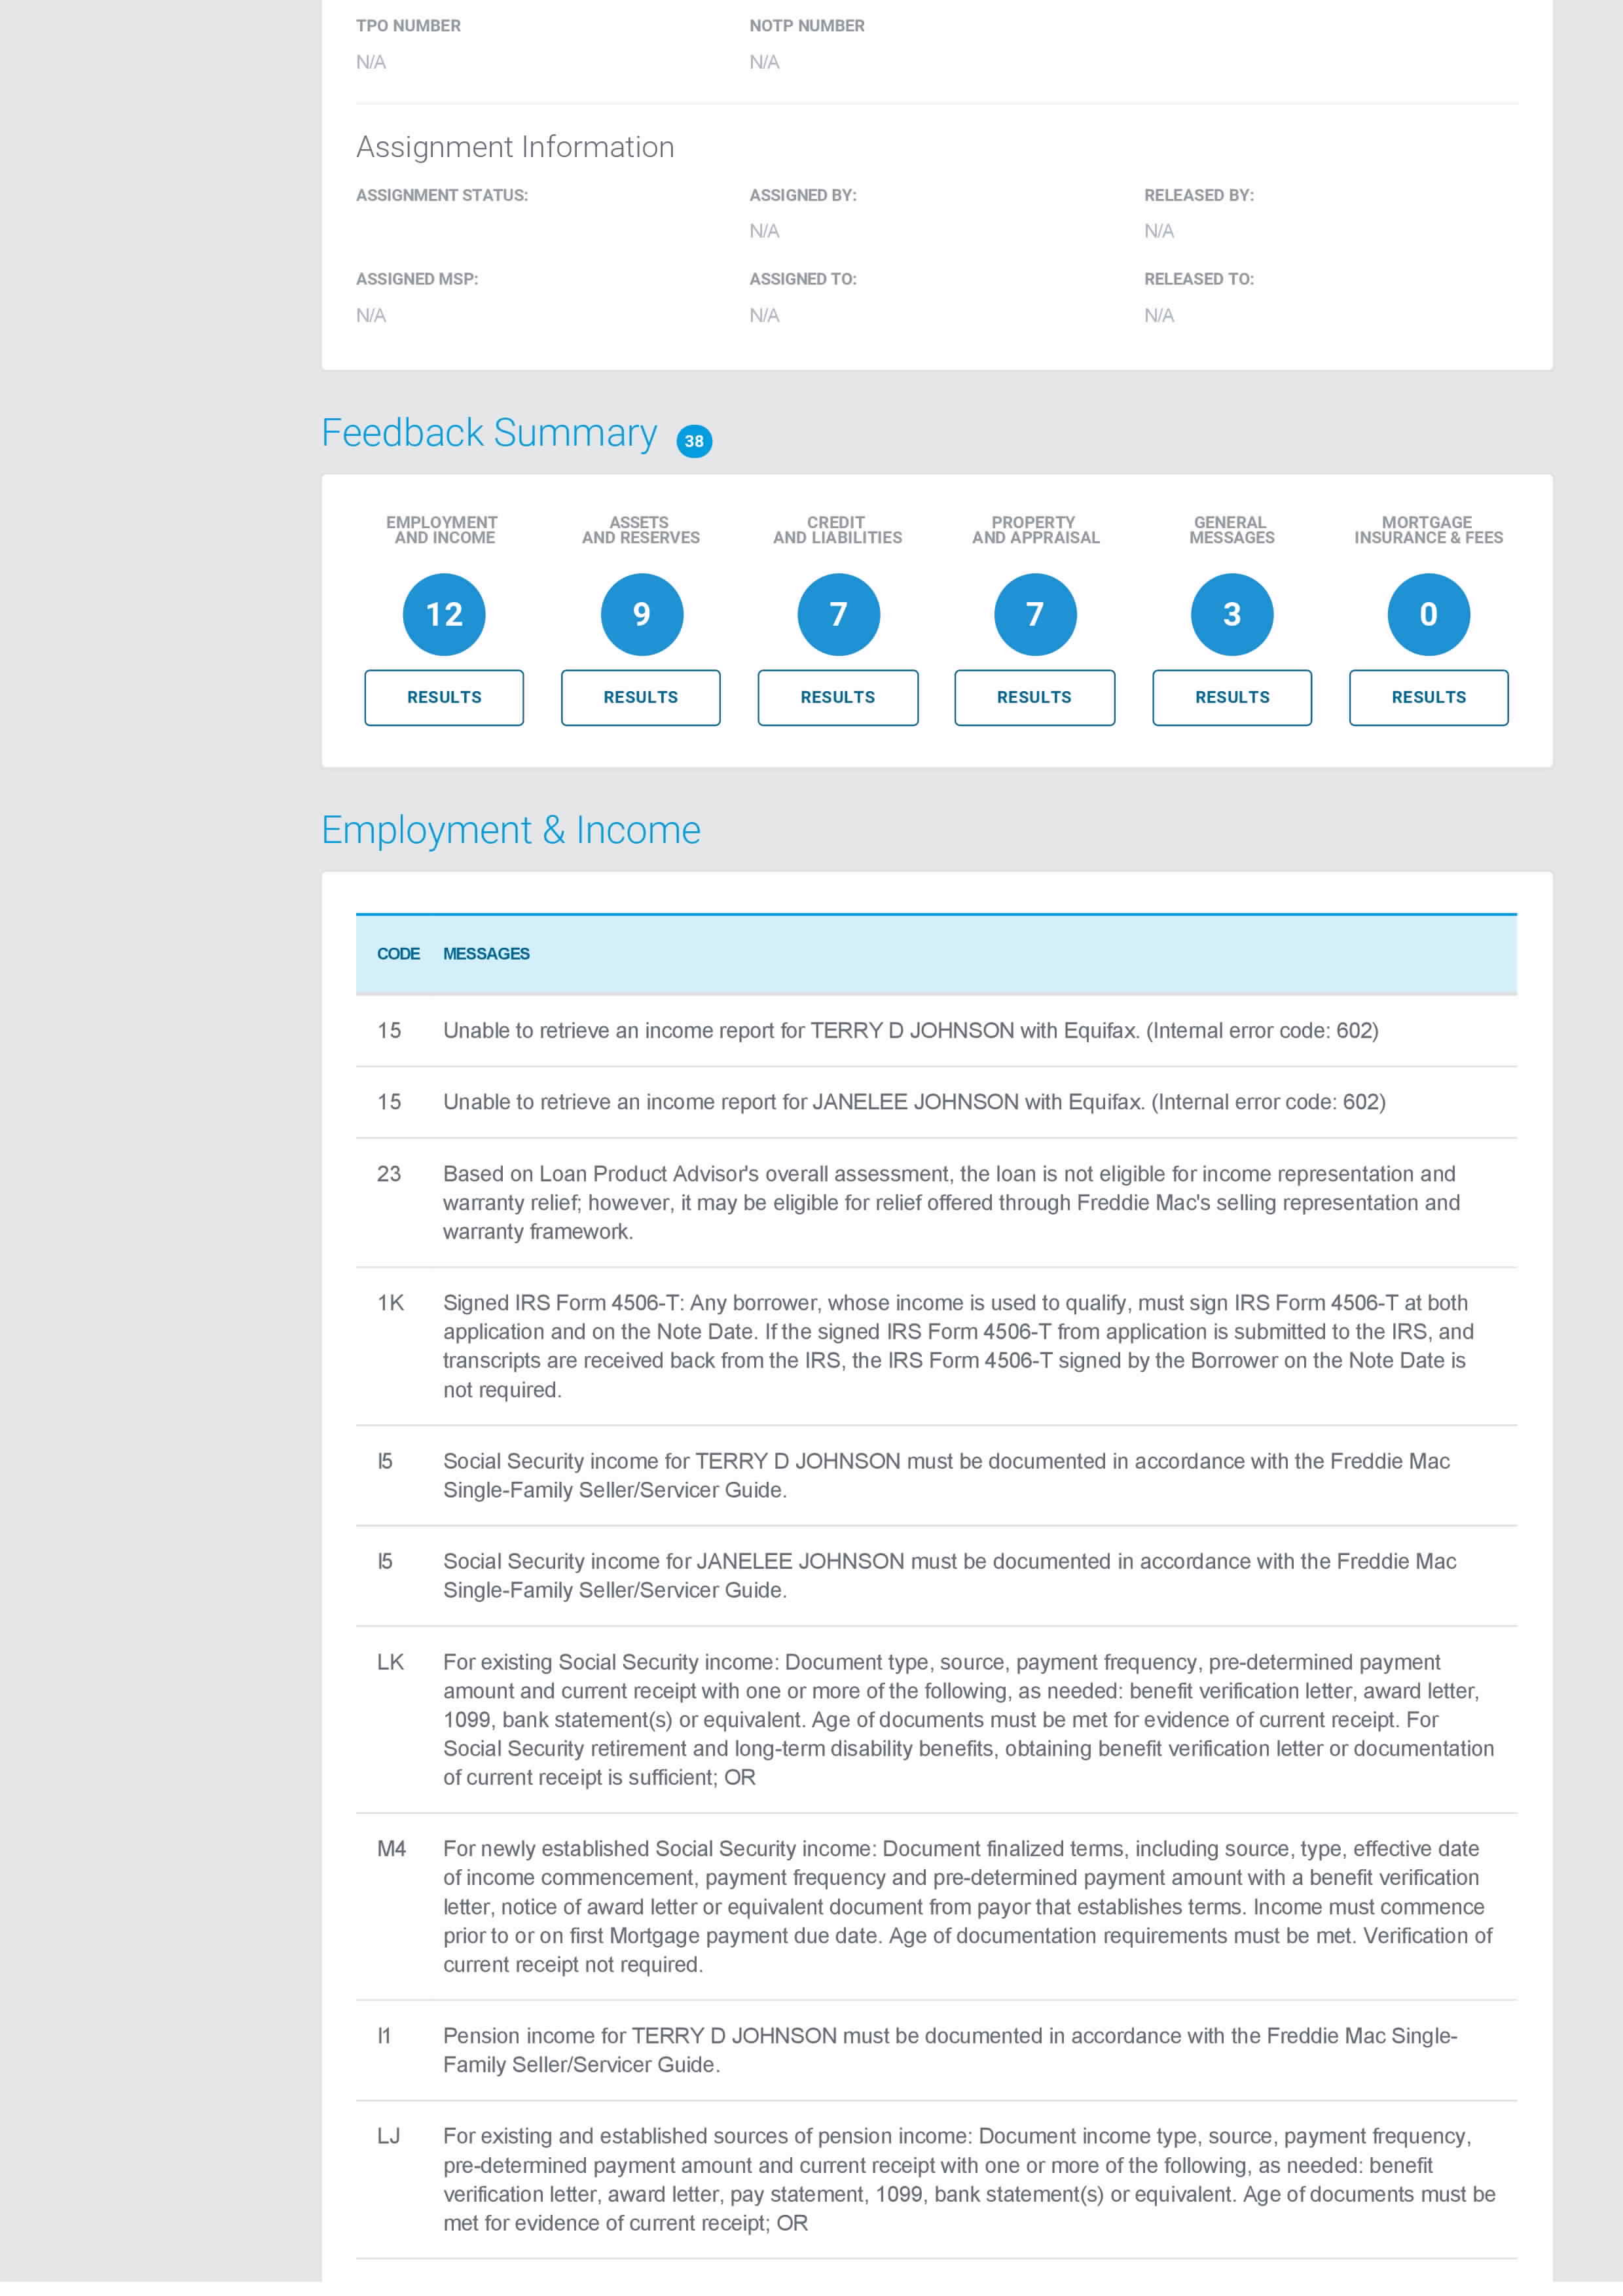 TPO NUMBER NOTP NUMBER
N/A N/A
Assignment Information
ASSIGNMENT STATUS: ASSIGNED BY: RELEASED BY:
N/A N/A
ASSIGNED MSP: ASSIGNED TO: RELEASED TO:
N/A N/A N/A
Feedback Summary 38
EMPLOYMENT AND INCOME
ASSETS AND RESERVES
CREDIT AND LIABILITIES
PROPERTY AND APPRAISAL
GENERAL MESSAGES
MORTGAGE INSURANCE & FEES
12 9 7 7 3 0
RESULTS RESULTS RESULTS RESULTS RESULTS RESULTS
Employment & Income
CODE MESSAGES
15 Unable to retrieve an income report for TERRY D JOHNSON with Equifax. (Internal error code: 602)
15 Unable to retrieve an income report for JANELEE JOHNSON with Equifax. (Internal error code: 602)
23 Based on Loan Product Advisor's overall assessment, the loan is not eligible for income representation and
warranty relief; however, it may be eligible for relief offered through Freddie Mac's selling representation and
warranty framework.
1K Signed IRS Form 4506-T: Any borrower, whose income is used to qualify, must sign IRS Form 4506-T at both
application and on the Note Date. If the signed IRS Form 4506-T from application is submitted to the IRS, and
transcripts are received back from the IRS, the IRS Form 4506-T signed by the Borrower on the Note Date is
not required.
I5 Social Security income for TERRY D JOHNSON must be documented in accordance with the Freddie Mac
Single-Family Seller/Servicer Guide.
I5 Social Security income for JANELEE JOHNSON must be documented in accordance with the Freddie Mac
Single-Family Seller/Servicer Guide.
LK For existing Social Security income: Document type, source, payment frequency, pre-determined payment
amount and current receipt with one or more of the following, as needed: benefit verification letter, award letter,
1099, bank statement(s) or equivalent. Age of documents must be met for evidence of current receipt. For
Social Security retirement and long-term disability benefits, obtaining benefit verification letter or documentation
of current receipt is sufficient; OR
M4 For newly established Social Security income: Document finalized terms, including source, type, effective date
of income commencement, payment frequency and pre-determined payment amount with a benefit verification
letter, notice of award letter or equivalent document from payor that establishes terms. Income must commence
prior to or on first Mortgage payment due date. Age of documentation requirements must be met. Verification of
current receipt not required.
I1 Pension income for TERRY D JOHNSON must be documented in accordance with the Freddie Mac Single-
Family Seller/Servicer Guide.
LJ For existing and established sources of pension income: Document income type, source, payment frequency,
pre-determined payment amount and current receipt with one or more of the following, as needed: benefit
verification letter, award letter, pay statement, 1099, bank statement(s) or equivalent. Age of documents must be
met for evidence of current receipt; OR